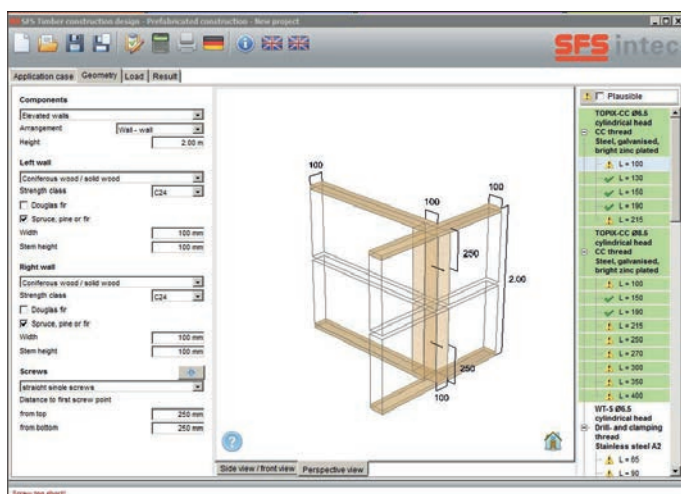 SFS Timber construction design - Prefabricated construction - New project
SFS intec
Application case Geometry Load Result
Components
Elevated walls
Arrangement Wall - wall
Height 2.00 m
Left wall
Coniferous wood / solid wood
Strength class C24
Douglas fir
Spruce, pine or fir
Width 100 mm
Stem height 100 mm
Right wall
Coniferous wood / solid wood
Strength class C24
Douglas fir
Spruce, pine or fir
Width 100 mm
Stem height 100 mm
Screws
straight single screws
Distance to first screw point
from top 250 mm
from bottom 250 mm
100
100
100
250
2.00
250
100
Side view / front view Perspective view
Plausible
TOPIX-CC Ø6.5
cylindrical head
CC thread
Steel, galvanised,
bright zinc plated
L = 100
L = 130
L = 150
L = 190
L = 215
TOPIX-CC Ø8.5
cylindrical head
CC thread
Steel, galvanised,
bright zinc plated
L = 100
L = 150
L = 190
L = 215
L = 250
L = 270
L = 300
L = 350
L = 400
WT-S Ø6.5
cylindrical head
Drill- and clamping
thread
Stainless steel A2
L = 65
L = 90